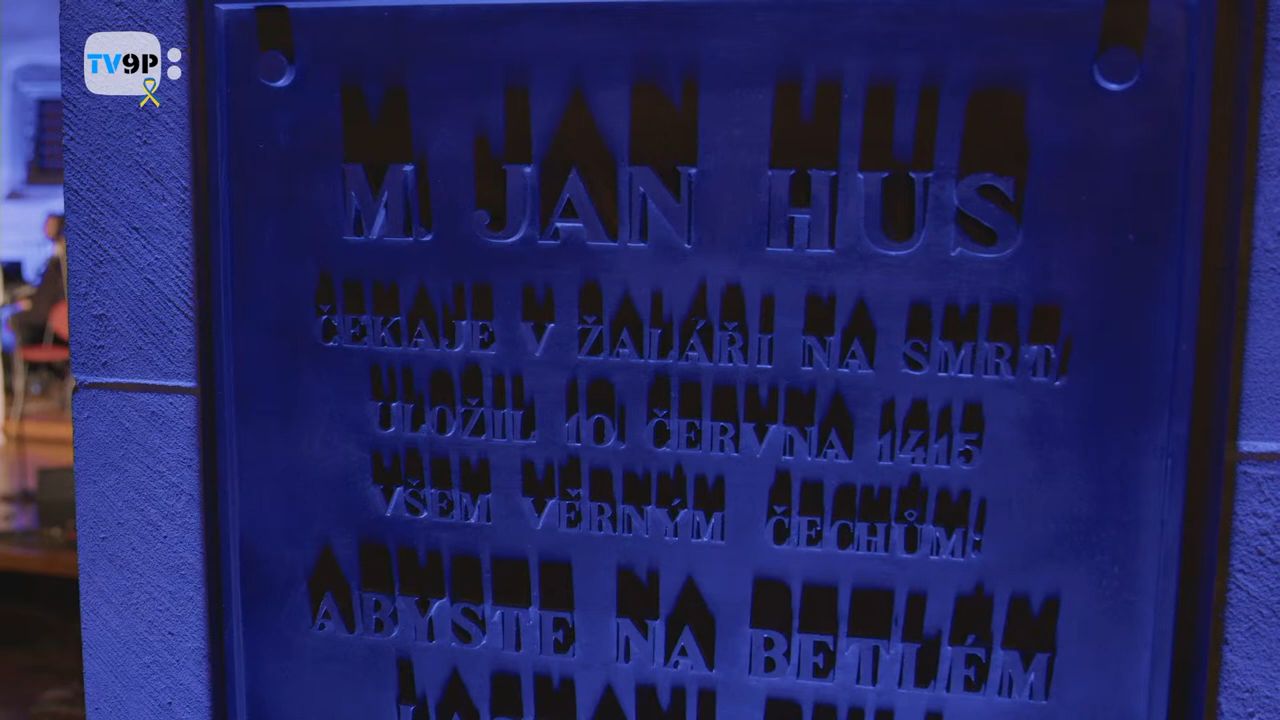 TV9P
M JAN HUS
ČEKAJE V ŽALÁŘI NA SMRT,
ULOŽIL 10. ČERVNA 1415
VŠEM VĚRNÝM ČECHŮM:
ABYSTE NA BETLÉM